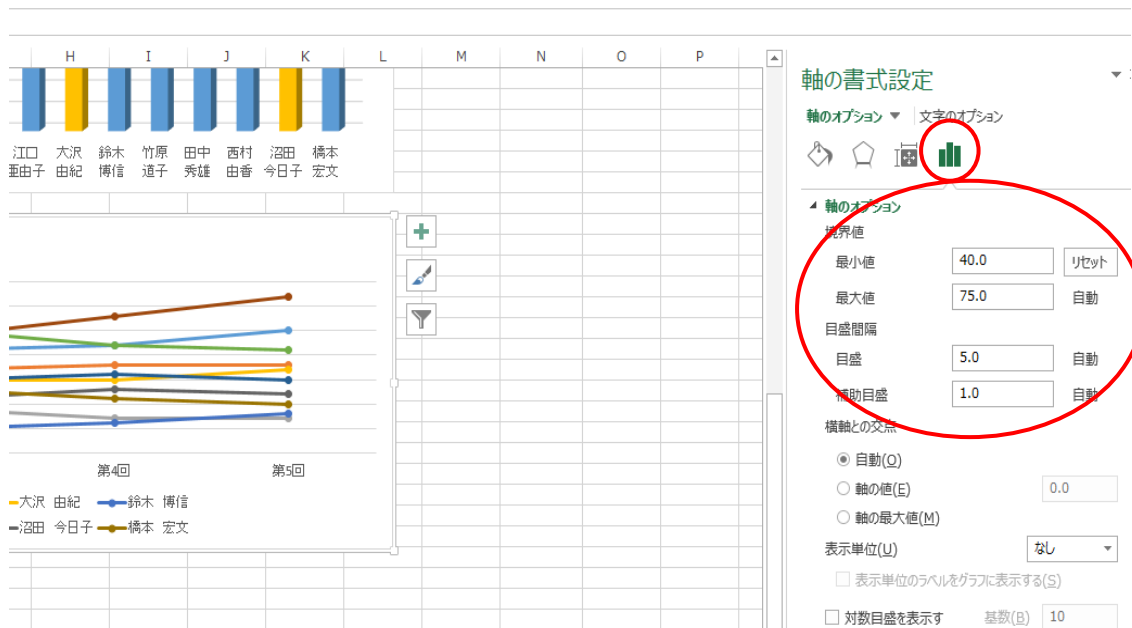 H I J K L M N O P
江口 大沢 鈴木 竹原 田中 西村 沼田 橋本
亜由子 由紀 博信 道子 秀雄 由香 今日子 宏文
第4回 第5回
大沢 由紀 鈴木 博信
沼田 今日子 橋本 宏文
軸の書式設定
軸のオプション 文字のオプション
軸のオプション
境界値
最小値 40.0 リセット
最大値 75.0 自動
目盛間隔
目盛 5.0 自動
補助目盛 1.0 自動
横軸との交点
自動(O)
軸の値(E) 0.0
軸の最大値(M)
表示単位(U) なし
表示単位のラベルをグラフに表示する(S)
対数目盛を表示す 基数(B) 10